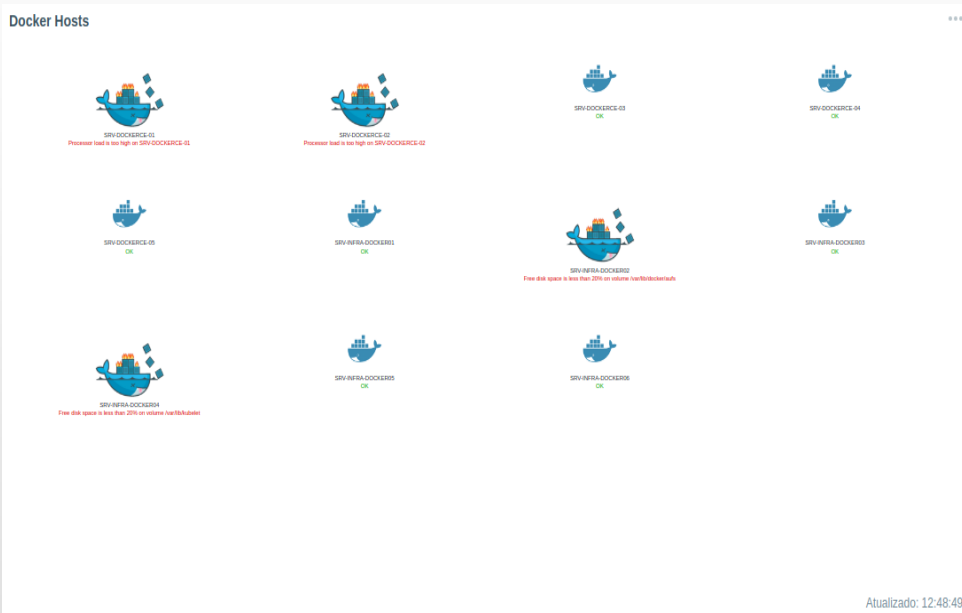 Docker Hosts
SRV-DOCKERCE-01
Processor load is too high on SRV-DOCKERCE-01
SRV-DOCKERCE-02
Processor load is too high on SRV-DOCKERCE-02
SRV-DOCKERCE-03
OK
SRV-DOCKERCE-04
OK
SRV-DOCKERCE-05
OK
SRV-INFRA-DOCKER01
OK
SRV-INFRA-DOCKER02
Free disk space is less than 20% on volume /var/lib/docker/aufs
SRV-INFRA-DOCKER03
OK
SRV-INFRA-DOCKER04
Free disk space is less than 20% on volume /var/lib/kubelet
SRV-INFRA-DOCKER05
OK
SRV-INFRA-DOCKER06
OK
Atualizado: 12:48:49